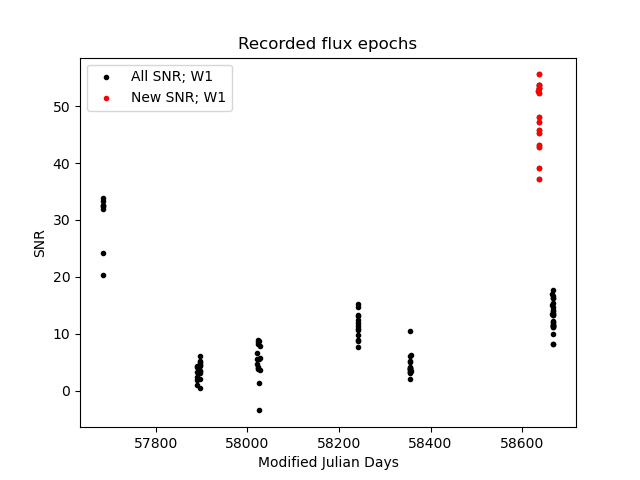 Recorded flux epochs
All SNR; W1
New SNR; W1
SNR
50
40
30
20
10
0
57800 58000 58200 58400 58600
Modified Julian Days